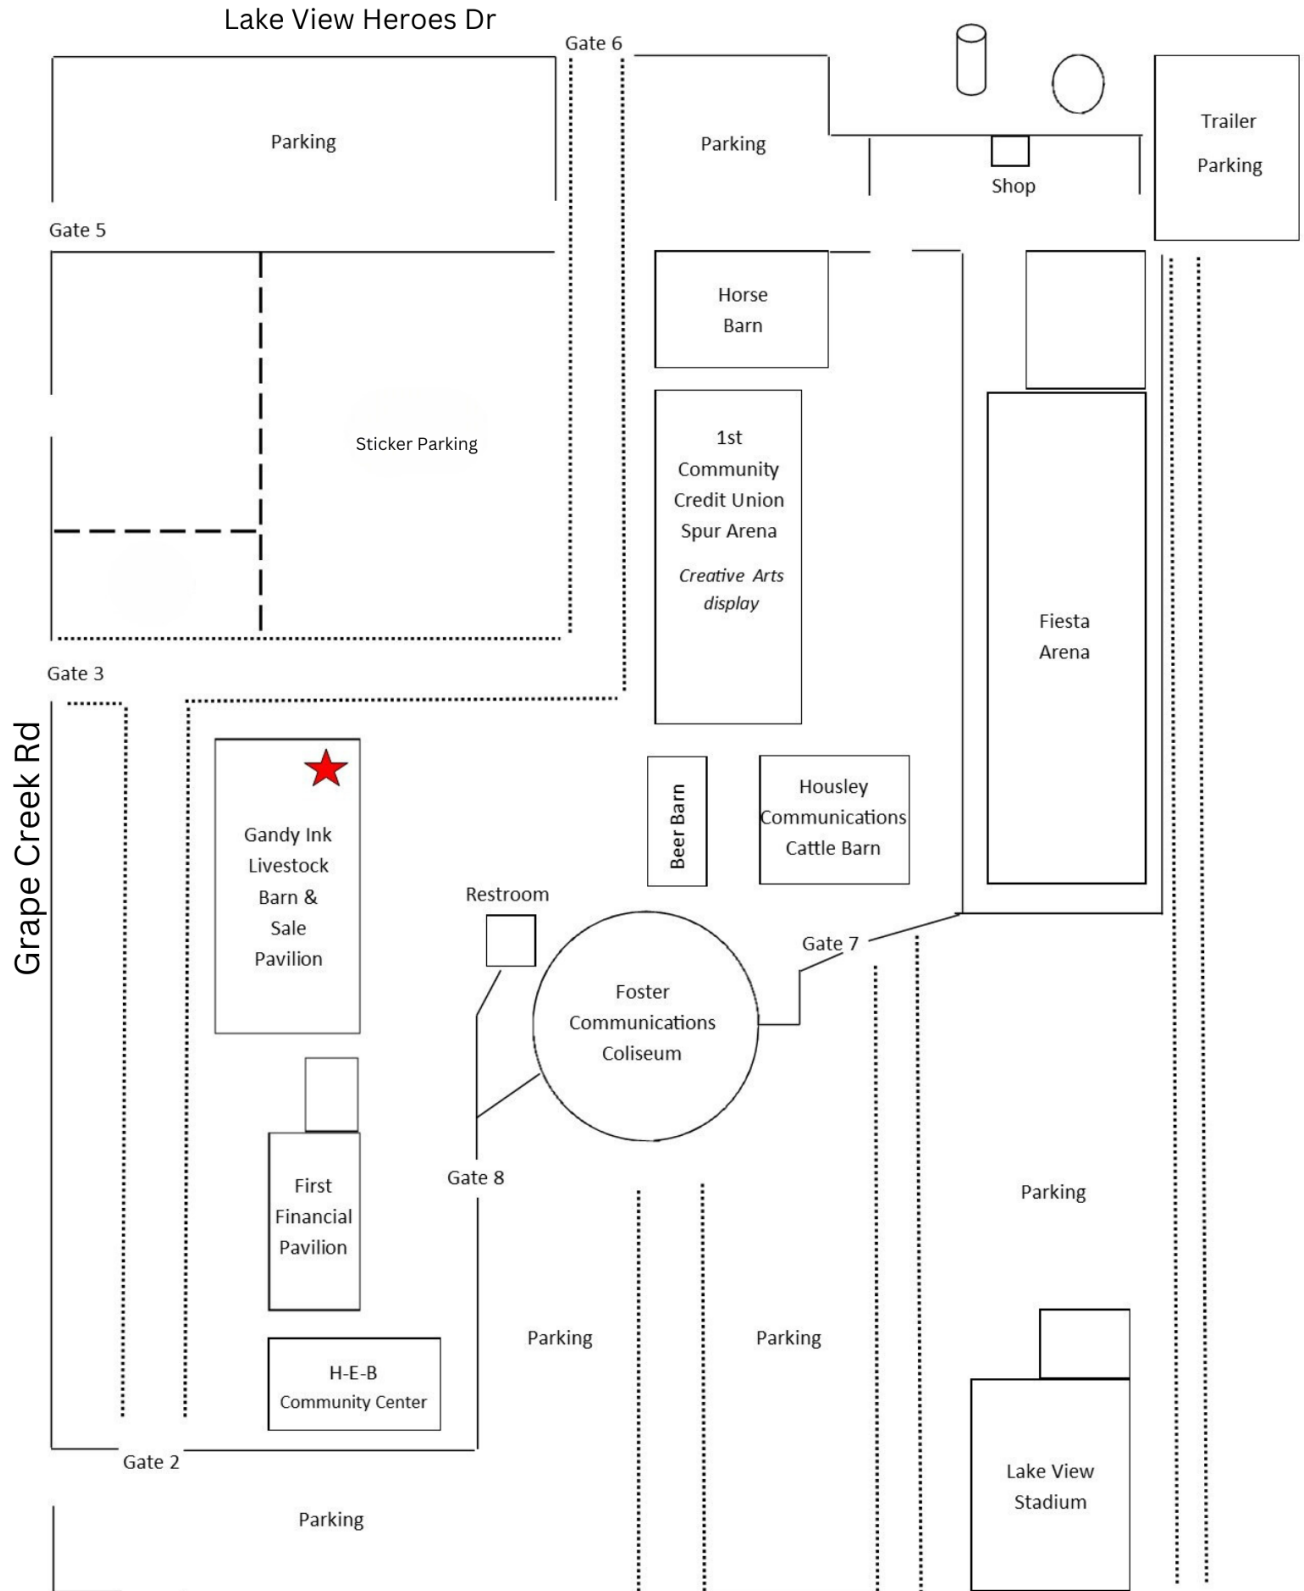 Lake View Heroes Dr
Gate 6
Parking
Parking
Trailer
Parking
Shop
Gate 5
Horse
Barn
Sticker Parking
1st
Community
Credit Union
Spur Arena
Creative Arts
display
Fiesta
Arena
Gate 3
Grape Creek Rd
Gandy Ink
Livestock
Barn &
Sale
Pavilion
Beer Barn
Housley
Communications
Cattle Barn
Restroom
Gate 7
Foster
Communications
Coliseum
Gate 8
First
Financial
Pavilion
Parking
Parking
Parking
H-E-B
Community Center
Gate 2
Lake View
Stadium
Parking